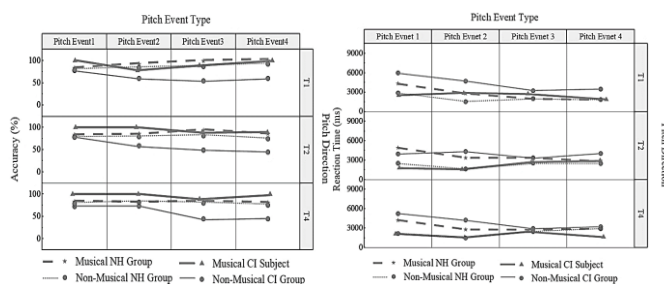 Pitch Event Type
Pitch Event1 Pitch Event2 Pitch Event3 Pitch Event4
100
50
0
T1
100
50
0
T2
100
50
0
T4
Accuracy (%)
Pitch Direction
Musical NH Group Musical CI Subject
Non-Musical NH Group Non-Musical CI Group
Pitch Event Type
Pitch Evnet 1 Pitch Evnet 2 Pitch Evnet 3 Pitch Evnet 4
9000
6000
3000
0
T1
9000
6000
3000
0
T2
9000
6000
3000
0
T4
Reaction Time (ms)
Pitch Direction
Musical NH Group Musical CI Subject
Non-Musical NH Group Non-Musical CI Group